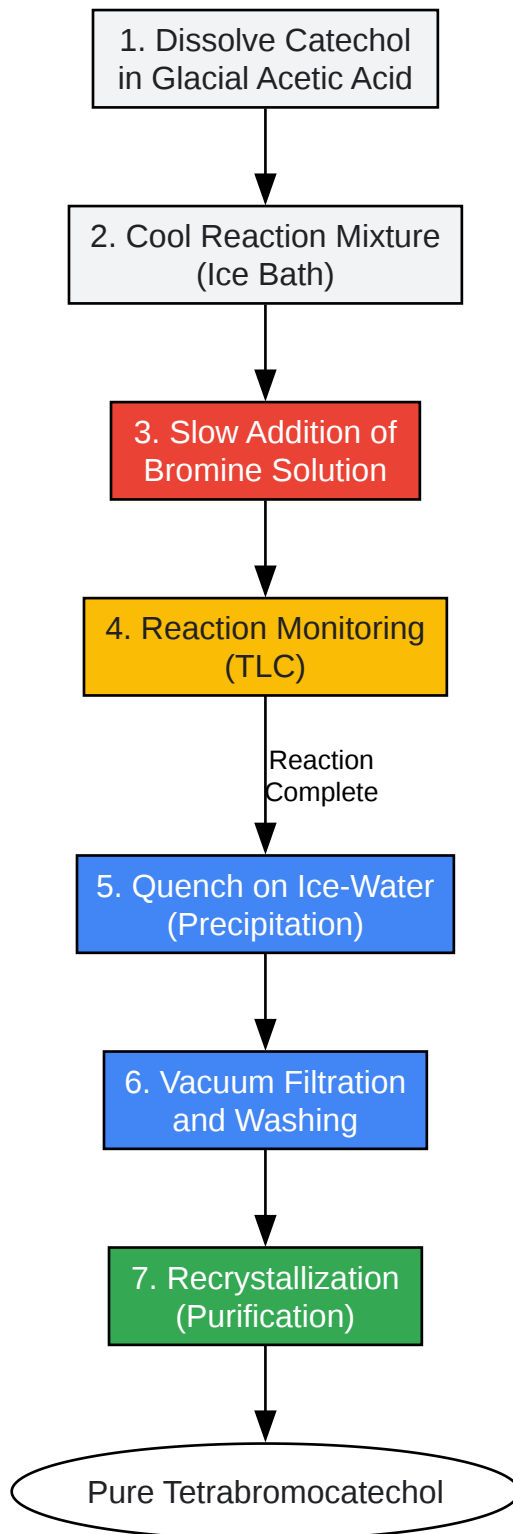 1. Dissolve Catechol
in Glacial Acetic Acid
2. Cool Reaction Mixture
(Ice Bath)
3. Slow Addition of
Bromine Solution
4. Reaction Monitoring
(TLC)
Reaction
Complete
5. Quench on Ice-Water
(Precipitation)
6. Vacuum Filtration
and Washing
7. Recrystallization
(Purification)
Pure Tetrabromocatechol